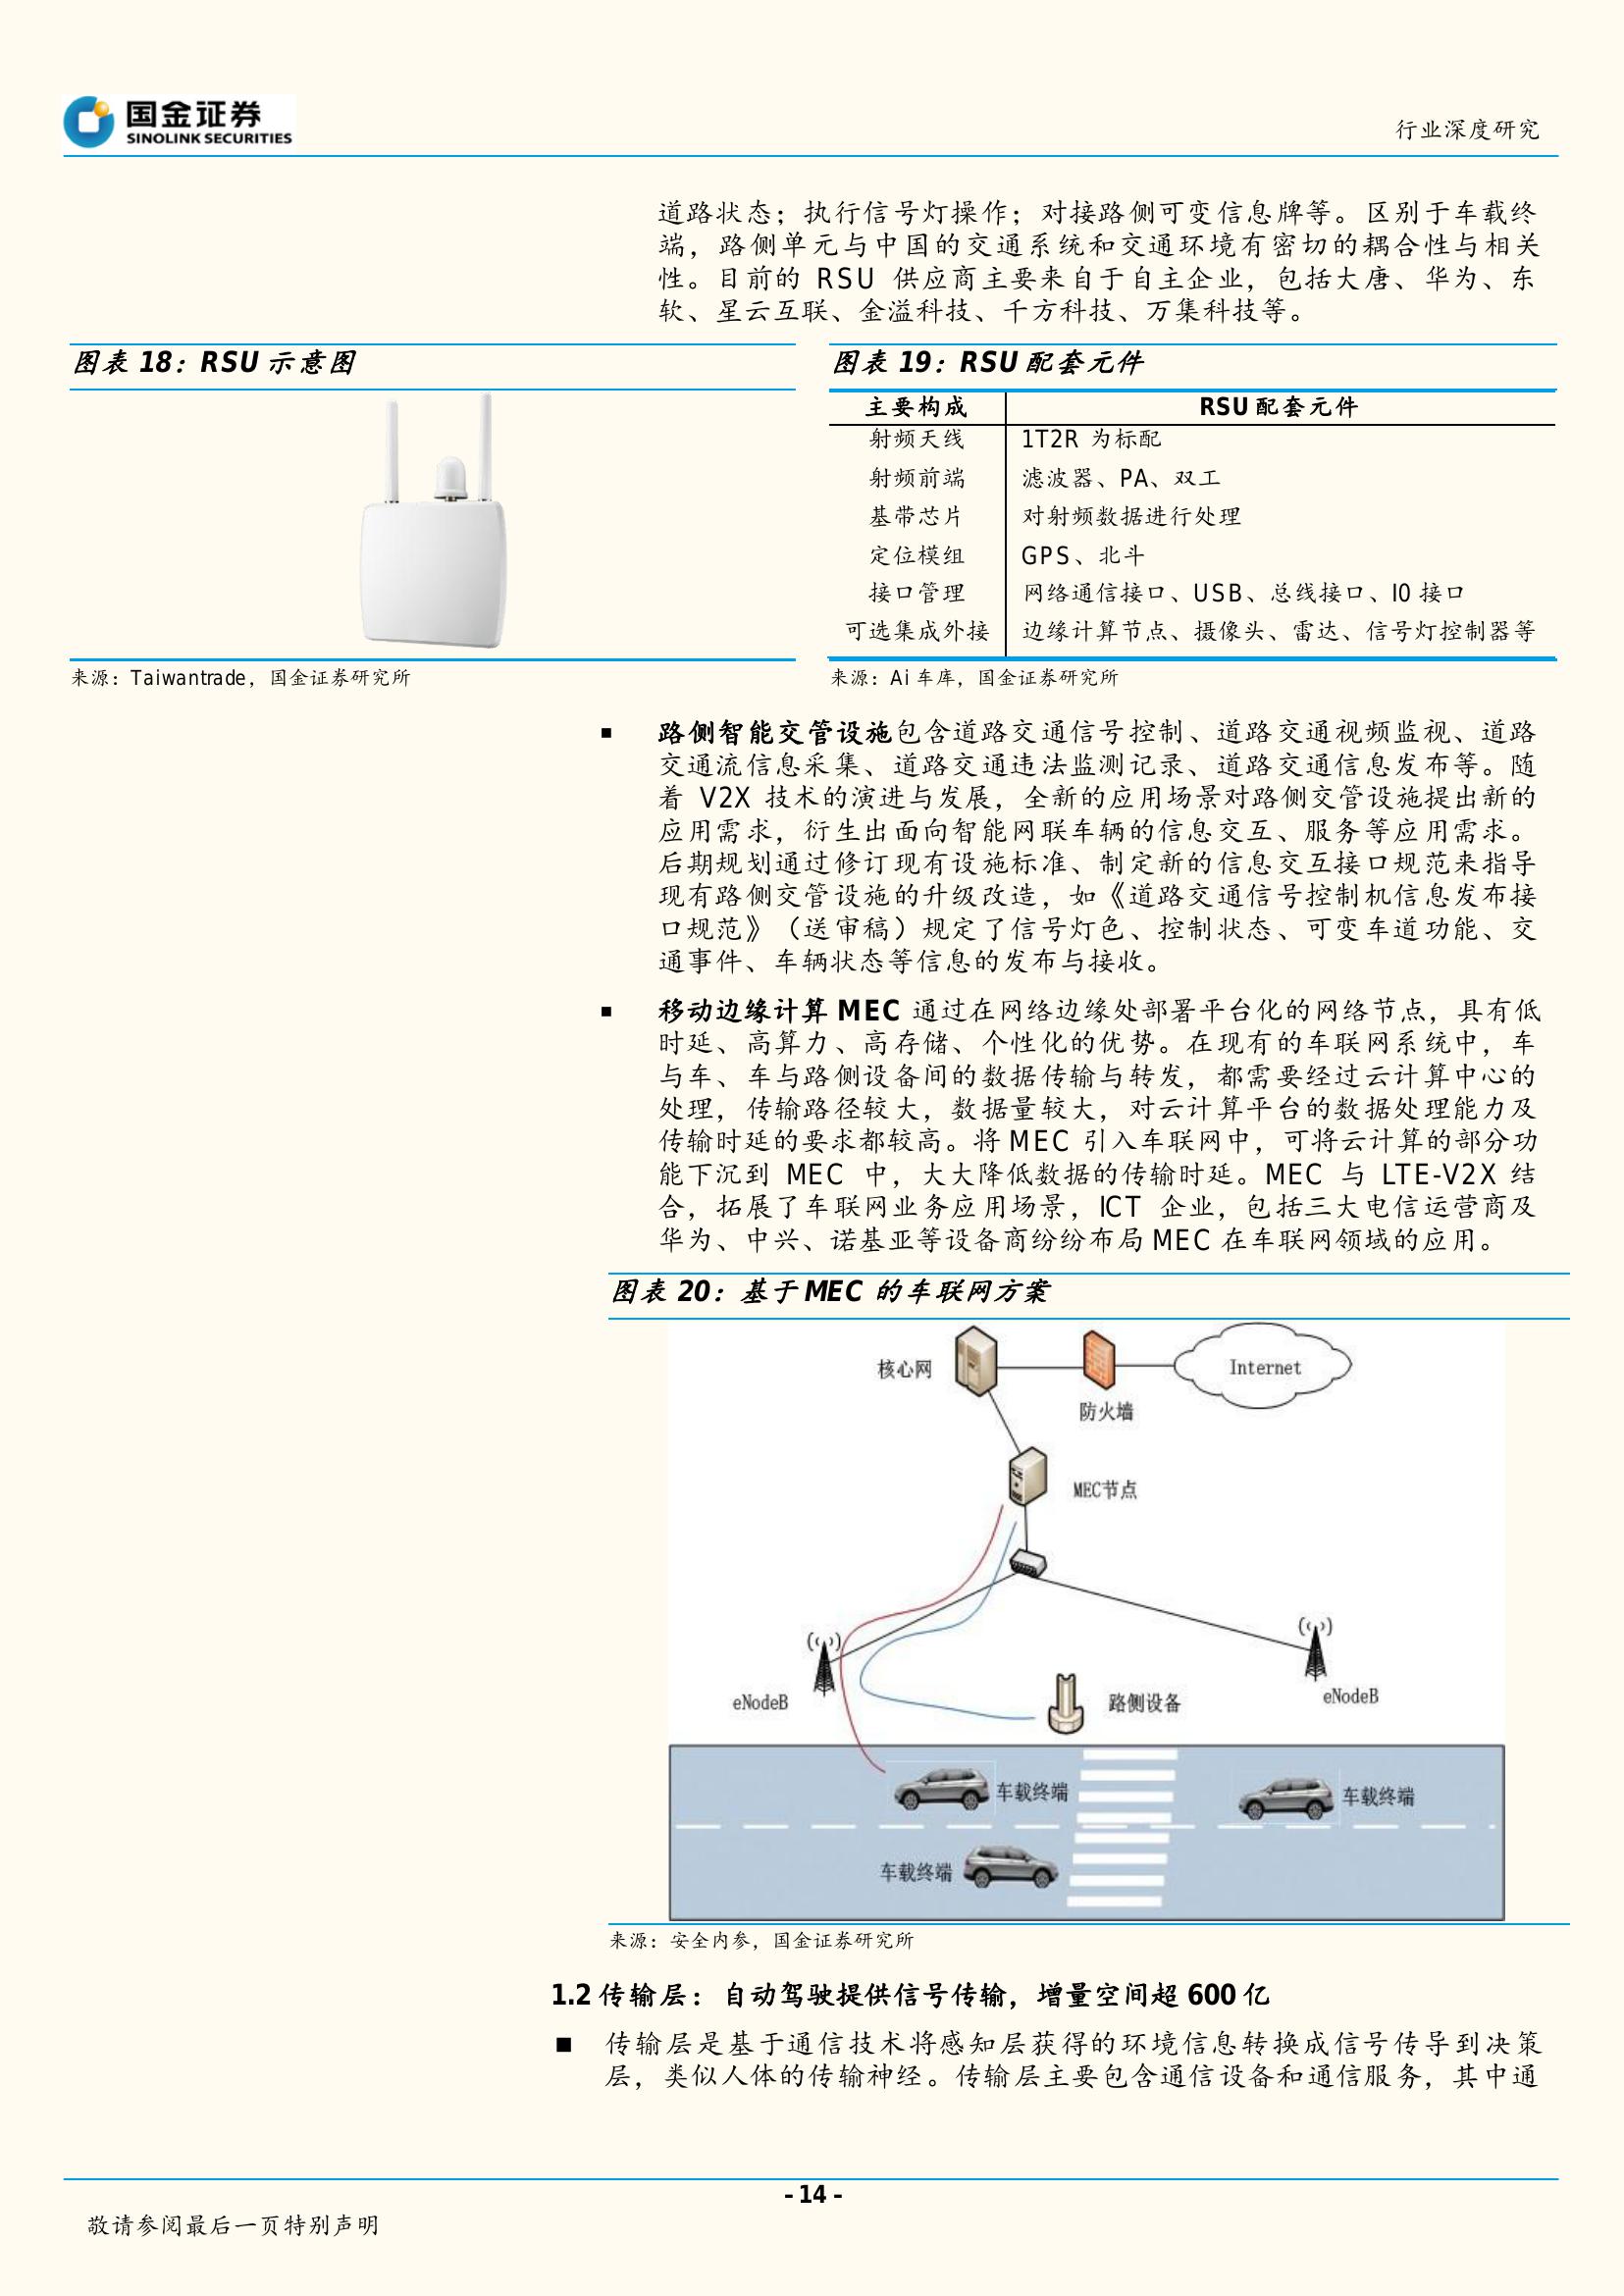 国金证券
SINOLINK SECURITIES
行业深度研究
道路状态；执行信号灯操作；对接路侧可变信息牌等。区别于车载终
端，路侧单元与中国的交通系统和交通环境有密切的耦合性与相关
性。目前的 RSU 供应商主要来自于自主企业，包括大唐、华为、东
软、星云互联、金溢科技、千方科技、万集科技等。
图表 18：RSU 示意图
来源：Taiwantrade，国金证券研究所
图表 19：RSU 配套元件
主要构成 RSU 配套元件
射频天线 1T2R 为标配
射频前端 滤波器、PA、双工
基带芯片 对射频数据进行处理
定位模组 GPS、北斗
接口管理 网络通信接口、USB、总线接口、I0 接口
可选集成外接 边缘计算节点、摄像头、雷达、信号灯控制器等
来源：Ai 车库，国金证券研究所
■ 路侧智能交管设施包含道路交通信号控制、道路交通视频监视、道路
交通流信息采集、道路交通违法监测记录、道路交通信息发布等。随
着 V2X 技术的演进与发展，全新的应用场景对路侧交管设施提出新的
应用需求，衍生出面向智能网联车辆的信息交互、服务等应用需求。
后期规划通过修订现有设施标准、制定新的信息交互接口规范来指导
现有路侧交管设施的升级改造，如《道路交通信号控制机信息发布接
口规范》（送审稿）规定了信号灯色、控制状态、可变车道功能、交
通事件、车辆状态等信息的发布与接收。
■ 移动边缘计算 MEC 通过在网络边缘处部署平台化的网络节点，具有低
时延、高算力、高存储、个性化的优势。在现有的车联网系统中，车
与车、车与路侧设备间的数据传输与转发，都需要经过云计算中心的
处理，传输路径较大，数据量较大，对云计算平台的数据处理能力及
传输时延的要求都较高。将 MEC 引入车联网中，可将云计算的部分功
能下沉到 MEC 中，大大降低数据的传输时延。MEC 与 LTE-V2X 结
合，拓展了车联网业务应用场景，ICT 企业，包括三大电信运营商及
华为、中兴、诺基亚等设备商纷纷布局 MEC 在车联网领域的应用。
图表 20：基于 MEC 的车联网方案
核心网
防火墙
Internet
MEC节点
eNodeB
路侧设备
eNodeB
车载终端
车载终端
车载终端
来源：安全内参，国金证券研究所
1.2 传输层：自动驾驶提供信号传输，增量空间超 600 亿
■ 传输层是基于通信技术将感知层获得的环境信息转换成信号传导到决策
层，类似人体的传输神经。传输层主要包含通信设备和通信服务，其中通
- 14 -
敬请参阅最后一页特别声明